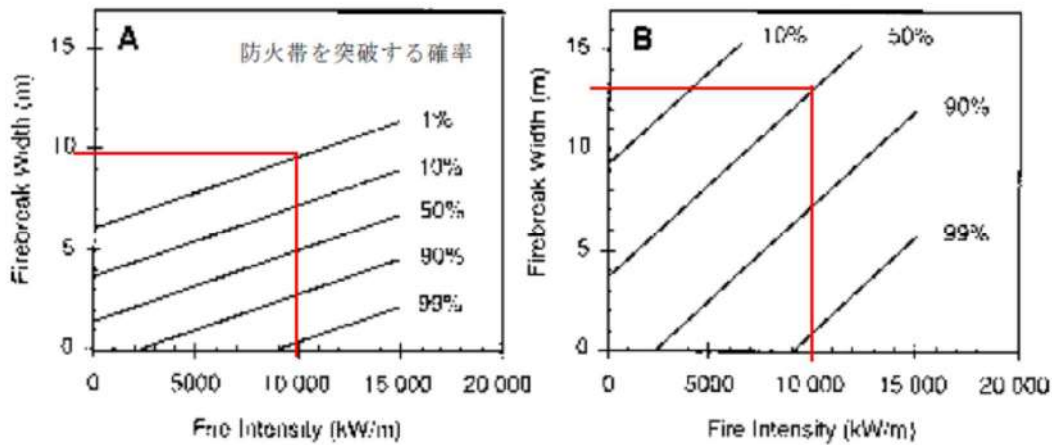 A
防火帯を突破する確率
Firebreak Width (m)
15
10
5
0
1%
10%
50%
90%
99%
0 5000 10 000 15 000 20 000
Fire Intensity (kW/m)
B
Firebreak Width (m)
15
10
5
0
10%
50%
90%
99%
0 5000 10 000 15 000 20 000
Fire Intensity (kW/m)